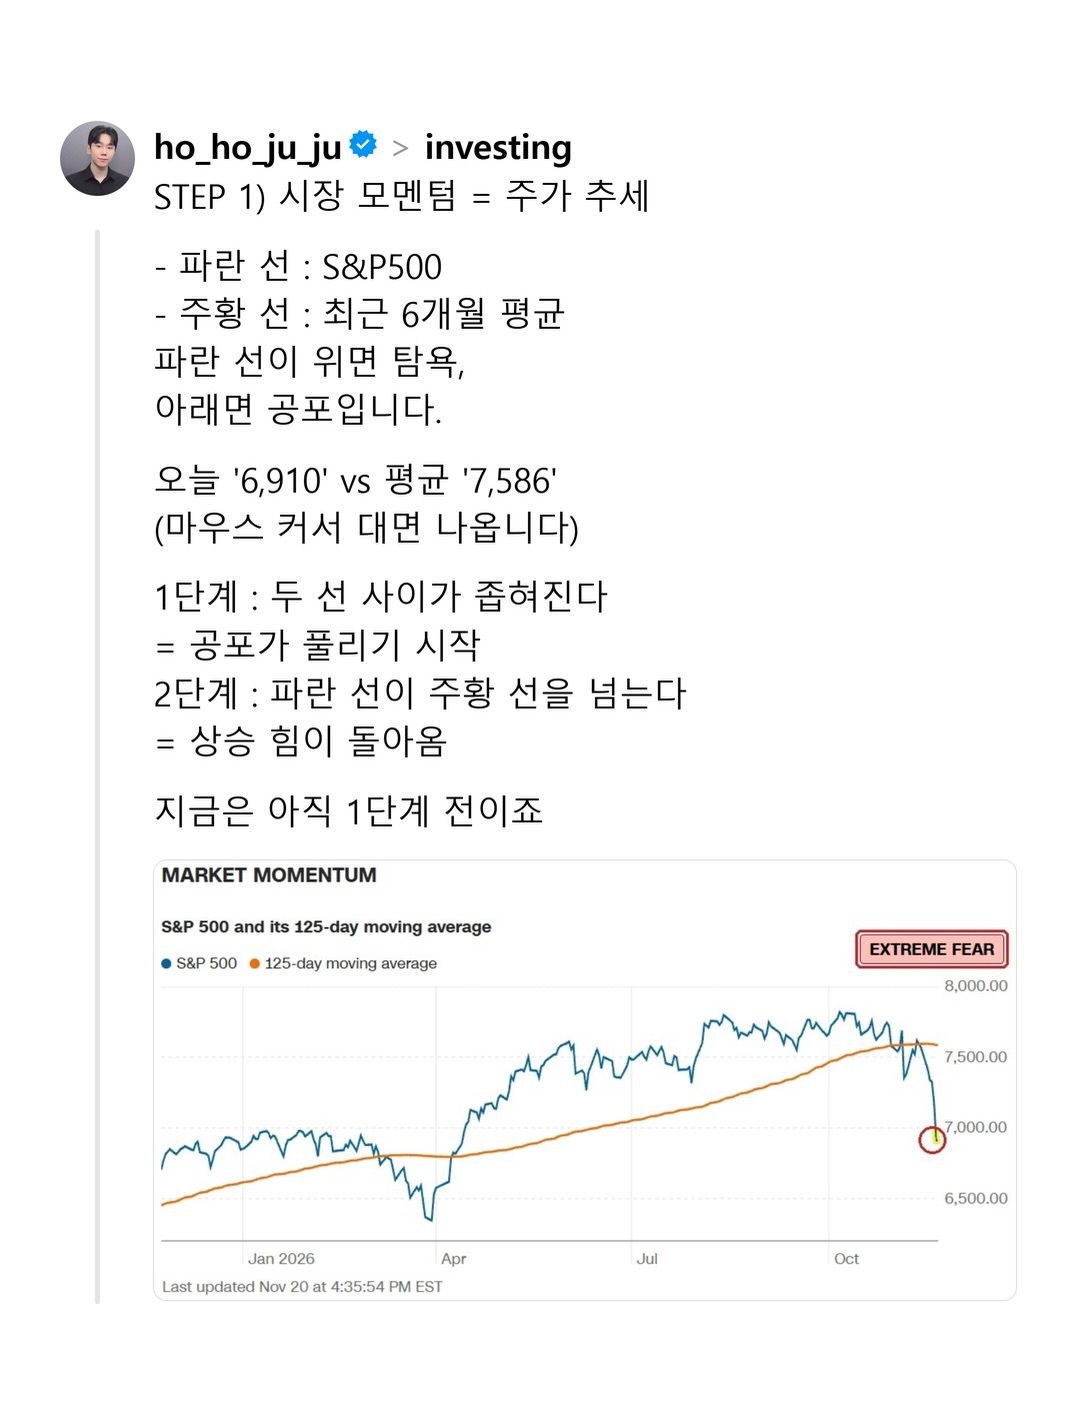 ho_ho_ju_ju > investing
STEP 1) 시장 모멘텀 = 주가 추세
- 파란 선 : S&P500
- 주황 선 : 최근 6개월 평균
파란 선이 위면 탐욕,
아래면 공포입니다.
오늘 '6,910' vs 평균 '7,586'
(마우스 커서 대면 나옵니다)
1단계 : 두 선 사이가 좁혀진다
= 공포가 풀리기 시작
2단계 : 파란 선이 주황 선을 넘는다
= 상승 힘이 돌아옴
지금은 아직 1단계 전이죠
MARKET MOMENTUM
S&P 500 and its 125-day moving average
EXTREME FEAR
S&P 500 125-day moving average
8,000.00
7,500.00
7,000.00
6,500.00
Jan 2026 Apr Jul Oct
Last updated Nov 20 at 4:35:54 PM EST